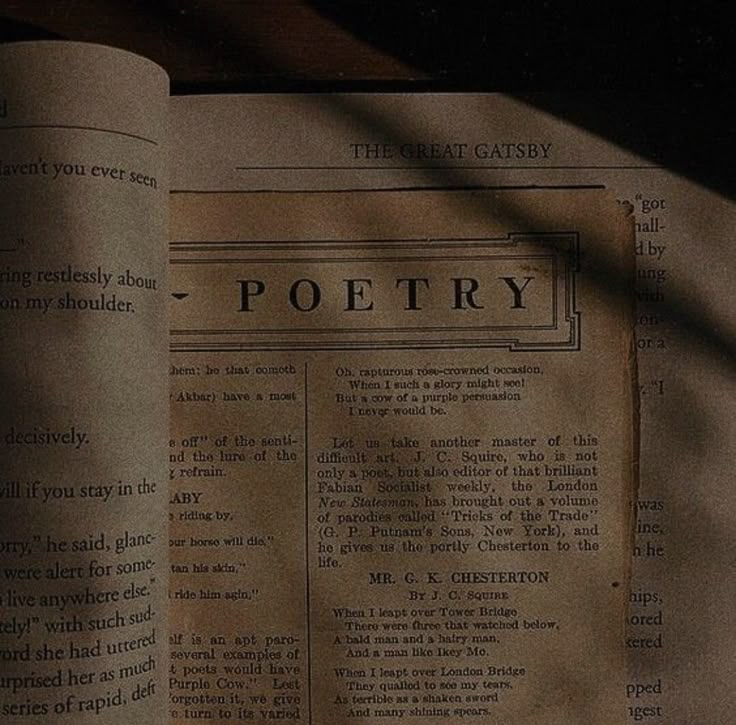 aven't you ever seen
ring restlessly about
on my shoulder.
decisively.
will if you stay in the
orry," he said, glanc-
were alert for some-
live anywhere else."
tely!" with such sud-
ord she had uttered
urprised her as much
series of rapid, deft
THE GREAT GATSBY
- POETRY
hem: he that cometh
Akbar) have a most
e off" of the senti-
nd the lure of the
g refrain.
ABY
riding by,
our horse will die."
tan his skin,"
ride him agin,"
elf is an apt paro-
several examples of
t poets would have
Purple Cow." Lest
orgotten it, we give
e turn to its varied
Oh, rapturous rose-crowned occasion,
When I such a glory might see!
But a cow of a purple persuasion
I never would be.
Let us take another master of this
difficult art. J. C. Squire, who is not
only a poet, but also editor of that brilliant
Fabian Socialist weekly, the London
New Statesman, has brought out a volume
of parodies called "Tricks of the Trade"
(G. P. Putnam's Sons, New York), and
he gives us the portly Chesterton to the
life.
MR. G. K. CHESTERTON
BY J. C. SQUIRE
When I leapt over Tower Bridge
There were three that watched below,
A bald man and a hairy man,
And a man like Ikey Mo.
When I leapt over London Bridge
They quailed to see my tears,
As terrible as a shaken sword
And many shining spears.
"got
hall-
d by
ung
with
on-
or a
"I
was
ine,
n he
hips,
ored
tered
pped
ngest